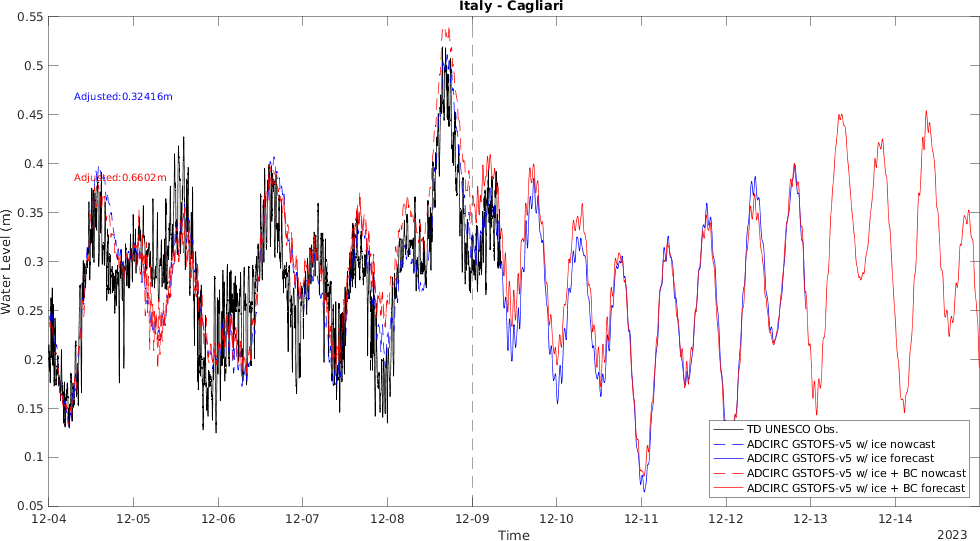 Italy - Cagliari
0.55
0.5
0.45
0.4
0.35
0.3
0.25
0.2
0.15
0.1
0.05
Water Level (m)
Adjusted:0.32416m
Adjusted:0.6602m
TD UNESCO Obs.
ADCIRC GSTOFS-v5 w/ ice nowcast
ADCIRC GSTOFS-v5 w/ ice forecast
ADCIRC GSTOFS-v5 w/ ice + BC nowcast
ADCIRC GSTOFS-v5 w/ ice + BC forecast
12-04 12-05 12-06 12-07 12-08 12-09 12-10 12-11 12-12 12-13 12-14
Time
2023